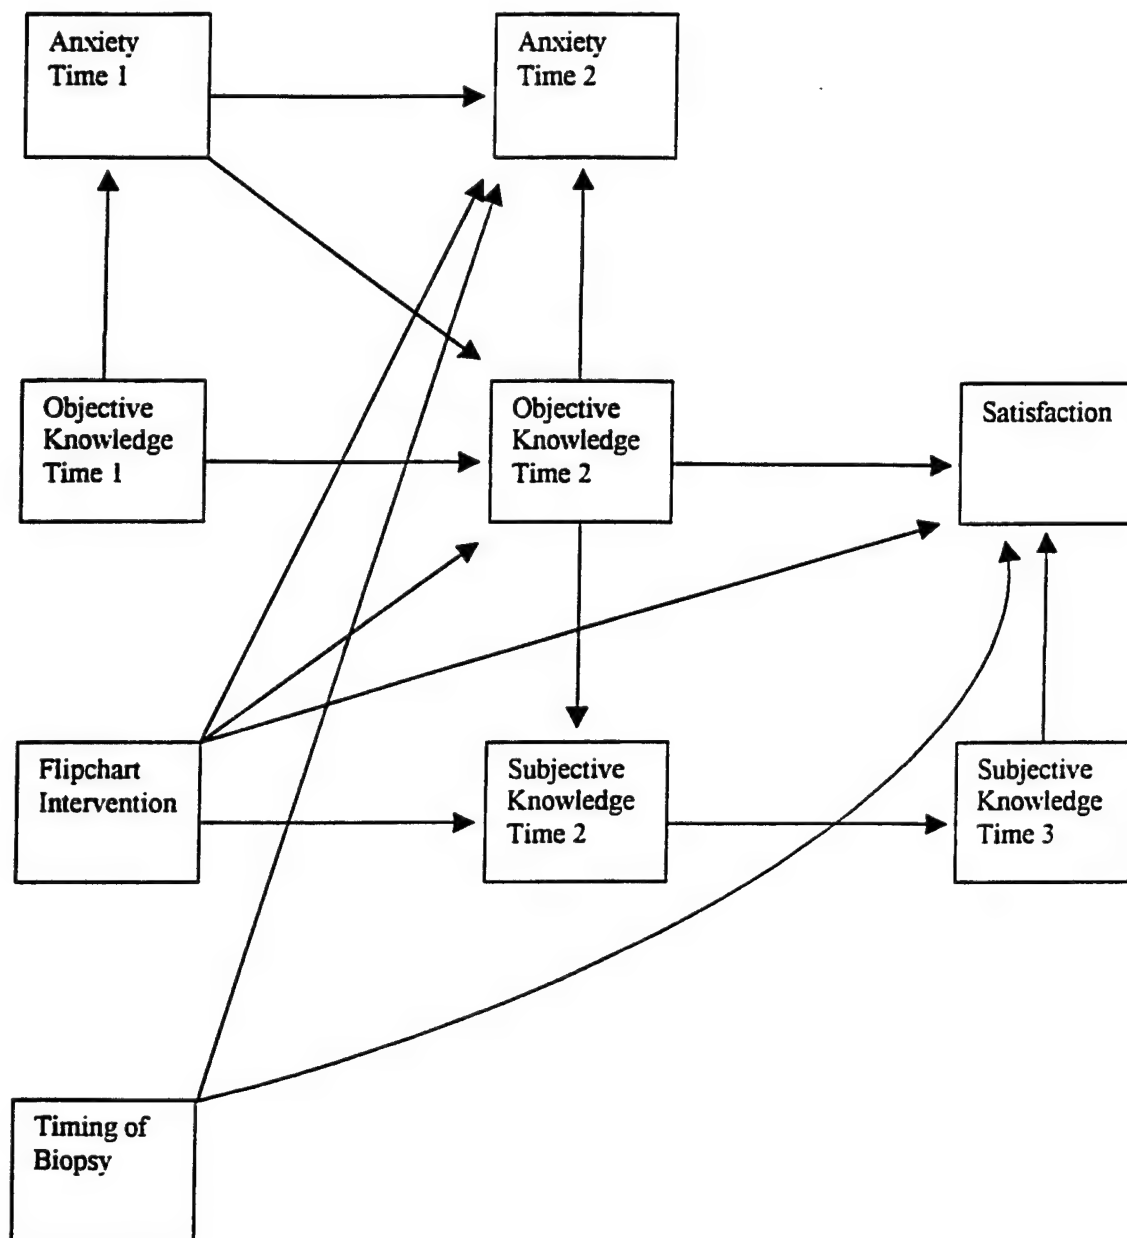 Anxiety
Time 1
Anxiety
Time 2
Objective
Knowledge
Time 1
Objective
Knowledge
Time 2
Satisfaction
Flipchart
Intervention
Subjective
Knowledge
Time 2
Subjective
Knowledge
Time 3
Timing of
Biopsy